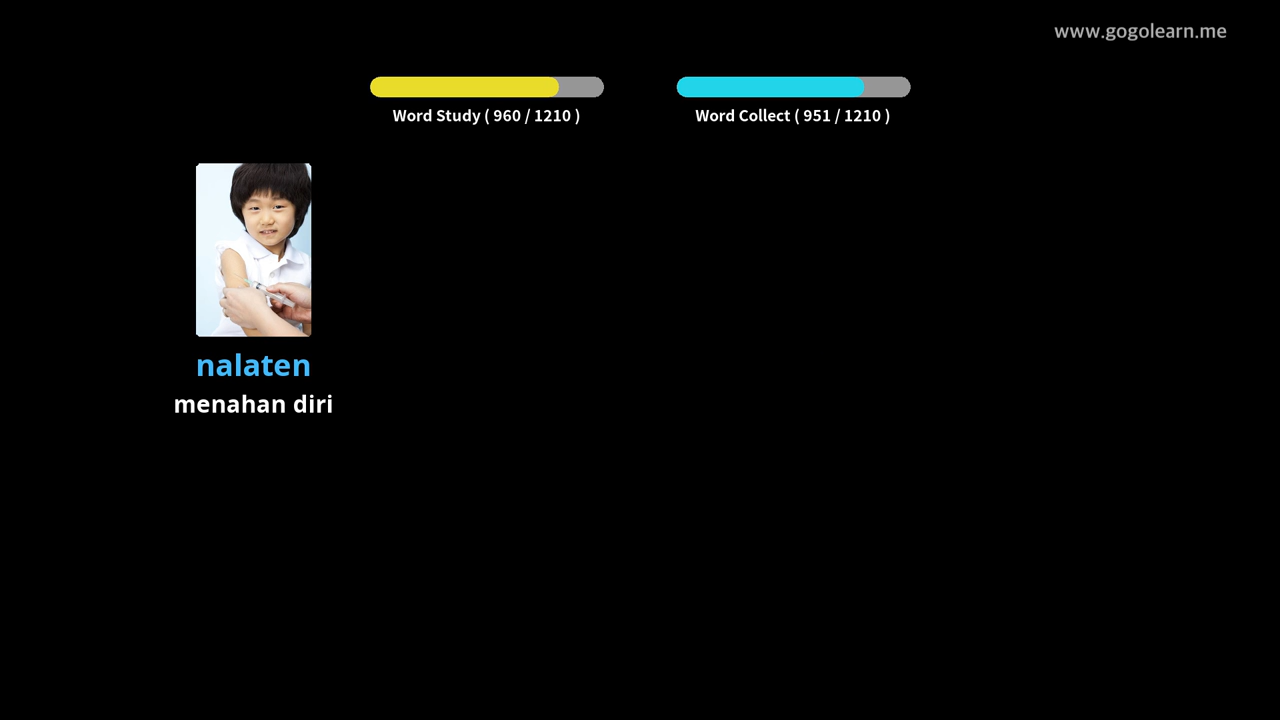 www.gogolearn.me
Word Study ( 960 / 1210 )
Word Collect ( 951 / 1210 )
nalaten
menahan diri